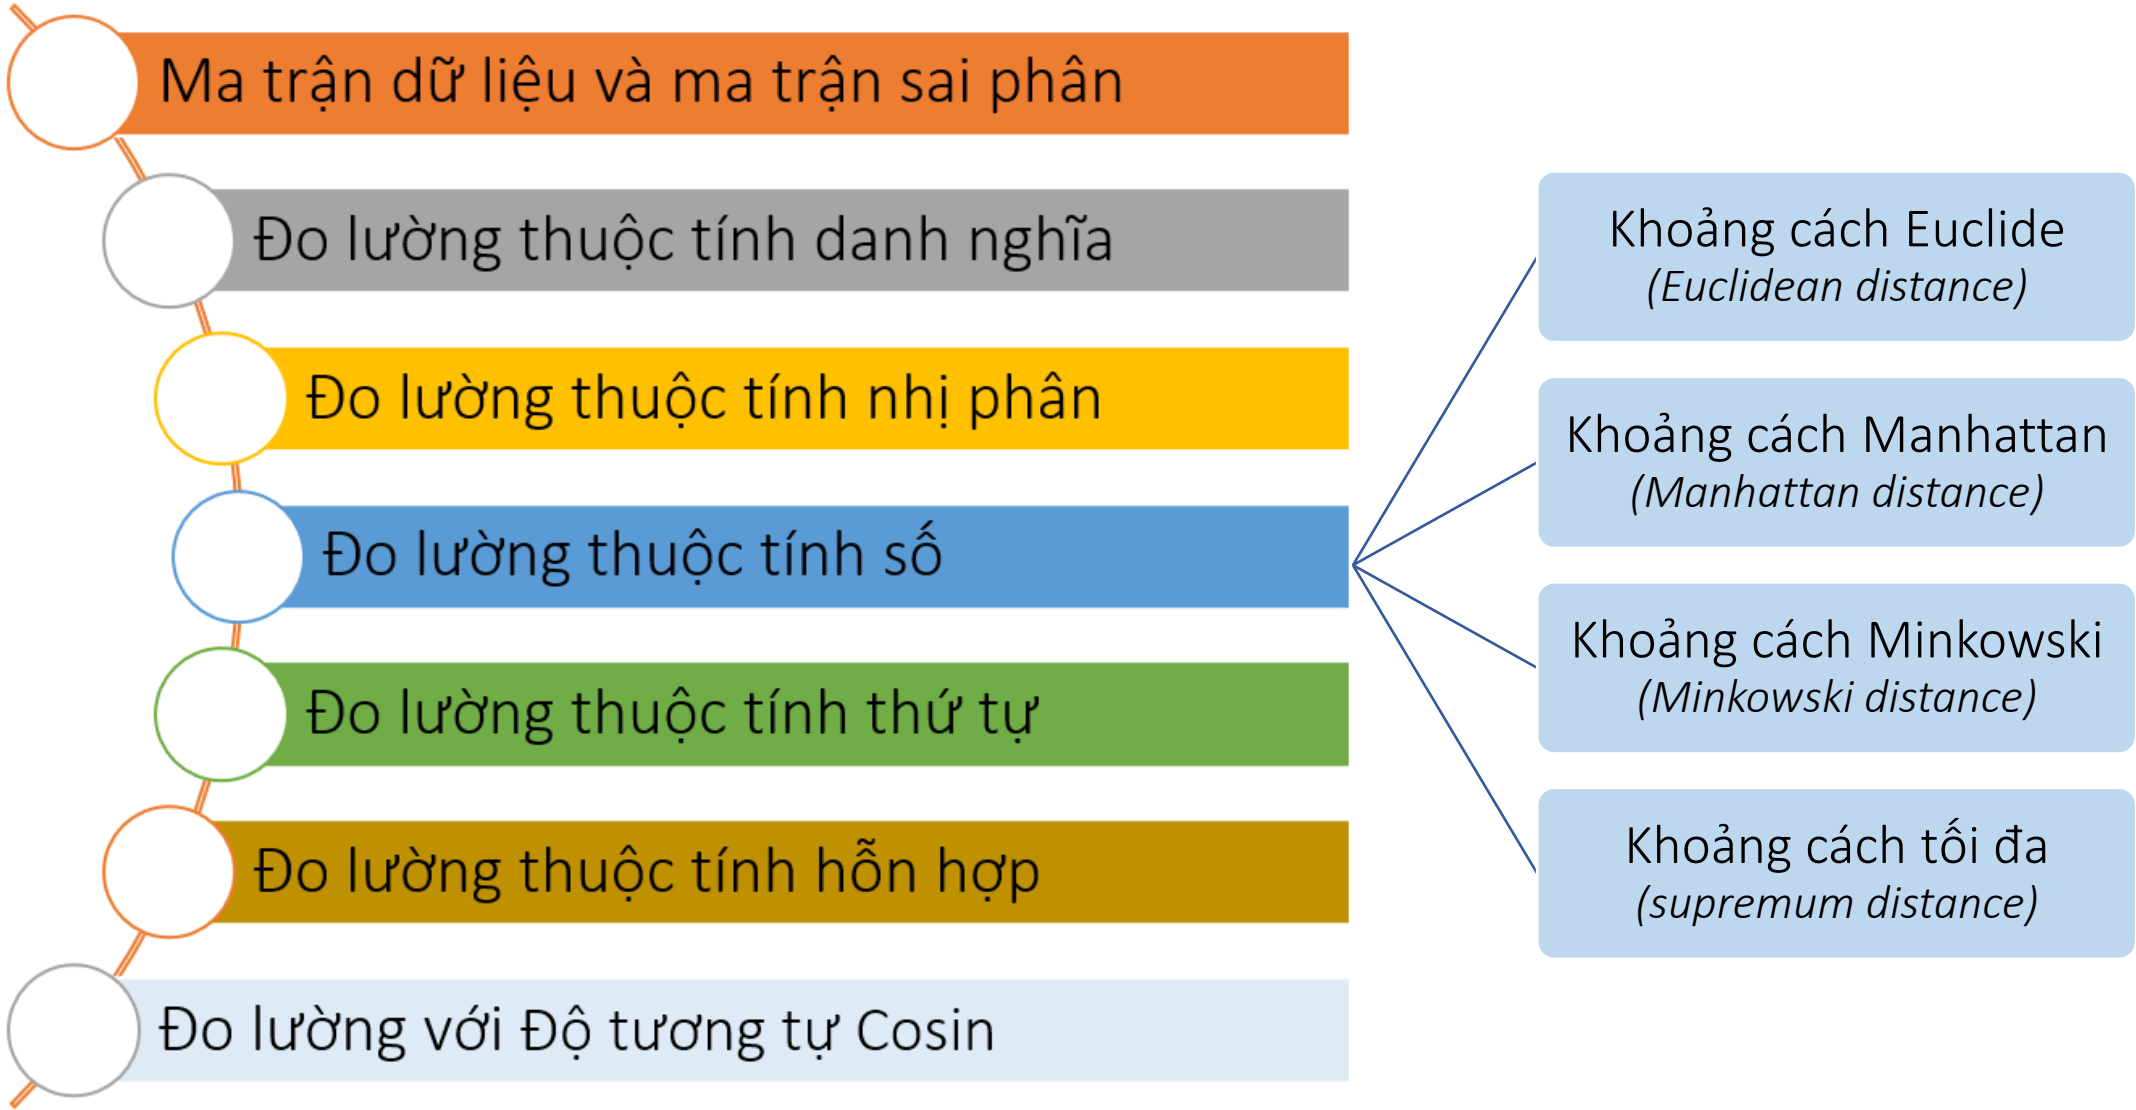 Ma trận dữ liệu và ma trận sai phân
Đo lường thuộc tính danh nghĩa
Đo lường thuộc tính nhị phân
Đo lường thuộc tính số
Đo lường thuộc tính thứ tự
Đo lường thuộc tính hỗn hợp
Đo lường với Độ tương tự Cosin
Khoảng cách Euclide
(Euclidean distance)
Khoảng cách Manhattan
(Manhattan distance)
Khoảng cách Minkowski
(Minkowski distance)
Khoảng cách tối đa
(supremum distance)